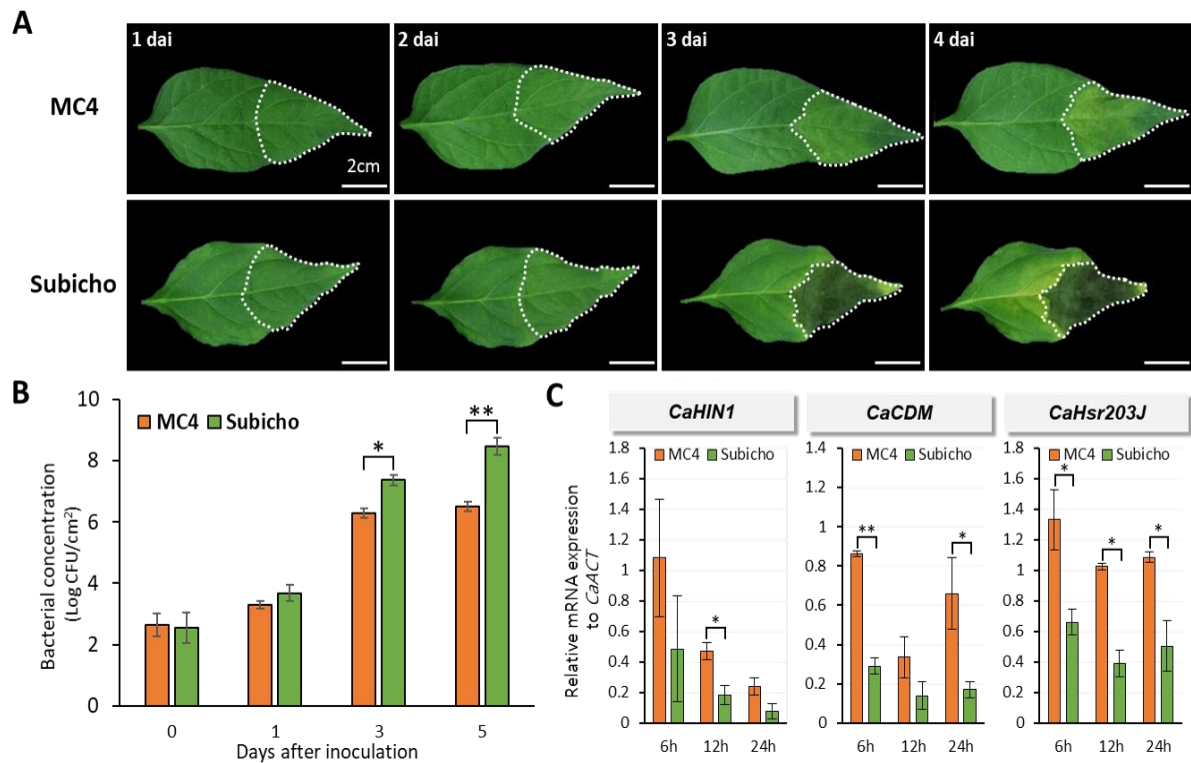 A
1 dai
2 dai
3 dai
4 dai
MC4
2cm
Subicho
B
10
8
6
4
2
0
MC4
Subicho
*
**
Bacterial concentration
(Log CFU/cm²)
0
1
3
5
Days after inoculation
C
CaHIN1
CaCDM
CaHsr203J
Relative mRNA expression
to CaACT
1.8
1.6
1.4
1.2
1
0.8
0.6
0.4
0.2
0
MC4
Subicho
*
6h
12h
24h
1.4
1.2
1
0.8
0.6
0.4
0.2
0
MC4
Subicho
**
*
6h
12h
24h
1.8
1.6
1.4
1.2
1
0.8
0.6
0.4
0.2
0
MC4
Subicho
*
*
*
6h
12h
24h